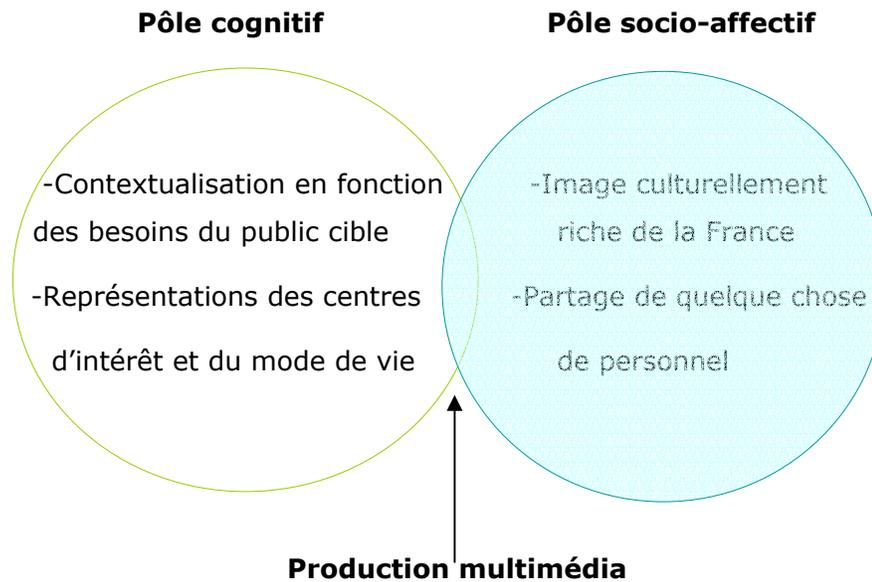 Pôle cognitif
Pôle socio-affectif
-Contextualisation en fonction
des besoins du public cible
-Représentations des centres
d’intérêt et du mode de vie
-Image culturellement
riche de la France
-Partage de quelque chose
de personnel
Production multimédia